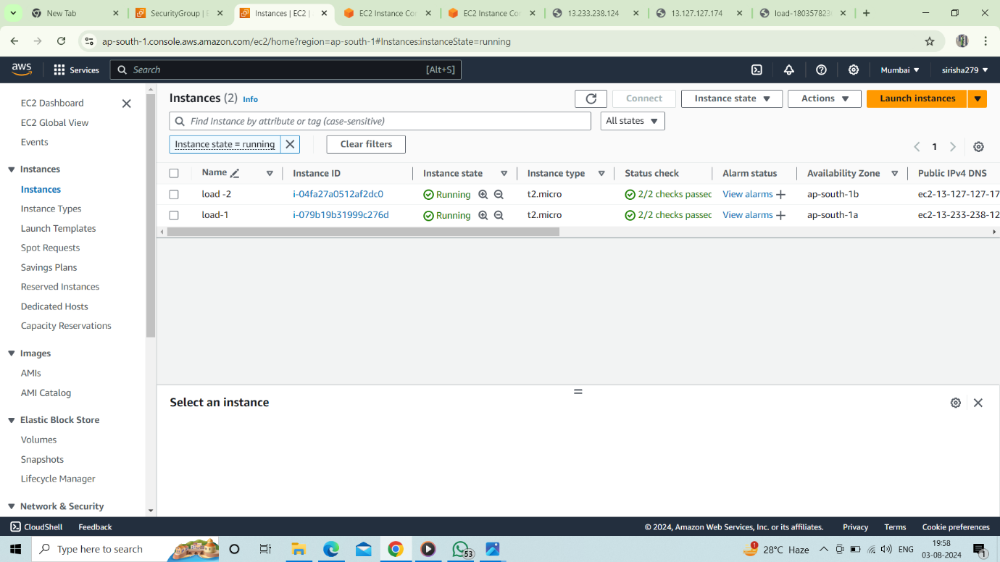 New Tab
SecurityGroup | E
Instances | EC2 |
EC2 Instance Cor
EC2 Instance Cor
13.233.238.124
13.127.127.174
load-180357823
ap-south-1.console.aws.amazon.com/ec2/home?region=ap-south-1#Instances:instanceState=running
aws
Services
Search
[Alt+S]
Mumbai
sirisha279
EC2 Dashboard
EC2 Global View
Events
Instances
Instances
Instance Types
Launch Templates
Spot Requests
Savings Plans
Reserved Instances
Dedicated Hosts
Capacity Reservations
Images
AMIs
AMI Catalog
Elastic Block Store
Volumes
Snapshots
Lifecycle Manager
Network & Security
Instances (2) Info
Connect
Instance state
Actions
Launch instances
Find Instance by attribute or tag (case-sensitive)
All states
Instance state = running
Clear filters
1
Name Instance ID Instance state Instance type Status check Alarm status Availability Zone Public IPv4 DNS
load -2 i-04fa27a0512af2dc0 Running t2.micro 2/2 checks passec View alarms ap-south-1b ec2-13-127-127-17
load-1 i-079b19b31999c276d Running t2.micro 2/2 checks passec View alarms ap-south-1a ec2-13-233-238-12
Select an instance
CloudShell
Feedback
© 2024, Amazon Web Services, Inc. or its affiliates.
Privacy
Terms
Cookie preferences
Type here to search
53
1
28°C Haze
ENG
19:58
03-08-2024
1